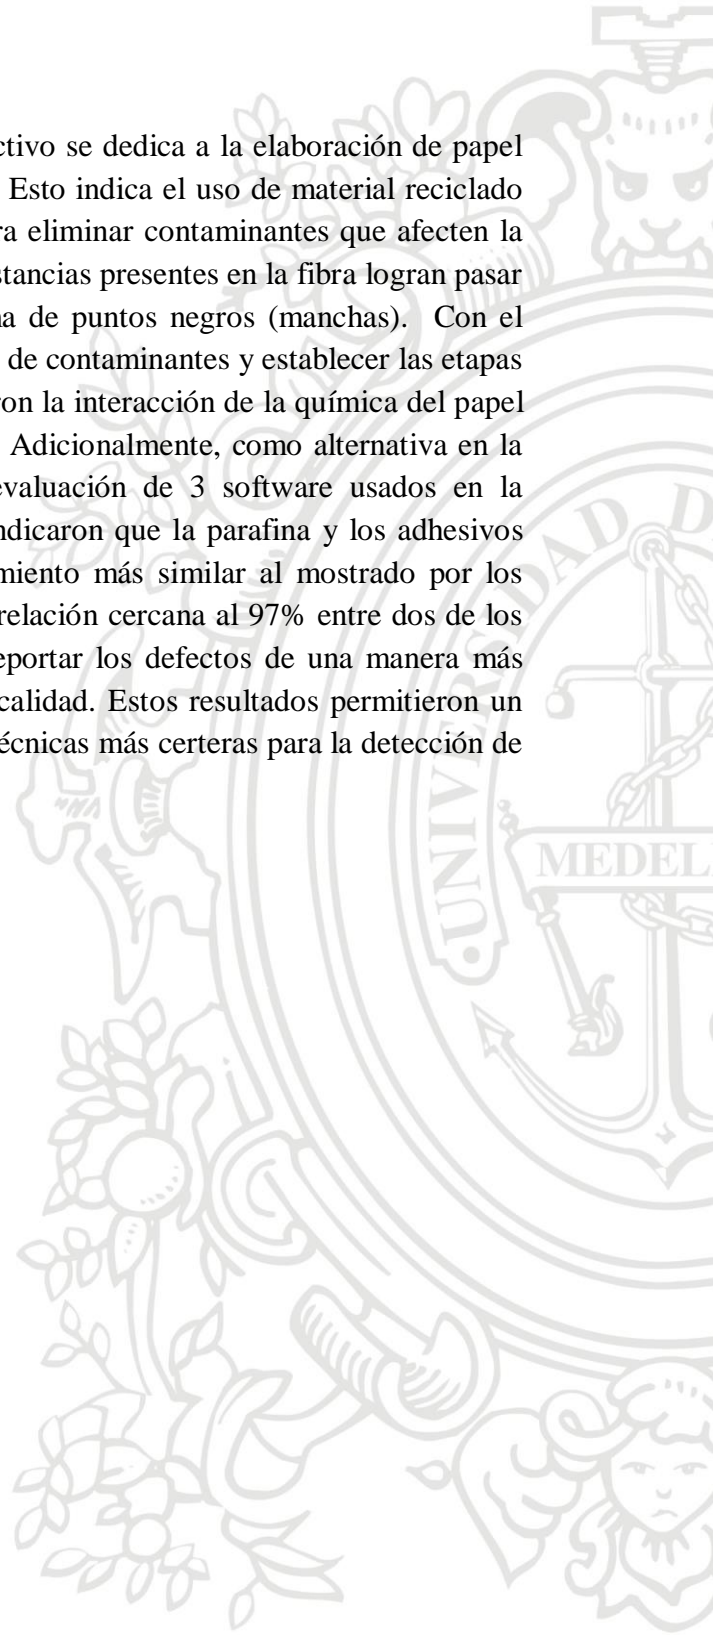 ctivo se dedica a la elaboración de papel
Esto indica el uso de material reciclado
ra eliminar contaminantes que afecten la
stancias presentes en la fibra logran pasar
na de puntos negros (manchas). Con el
de contaminantes y establecer las etapas
ron la interacción de la química del papel
Adicionalmente, como alternativa en la
evaluación de 3 software usados en la
ndicaron que la parafina y los adhesivos
miento más similar al mostrado por los
relación cercana al 97% entre dos de los
eportar los defectos de una manera más
calidad. Estos resultados permitieron un
écnicas más certeras para la detección de
UNIVERSIDAD D
MEDEL